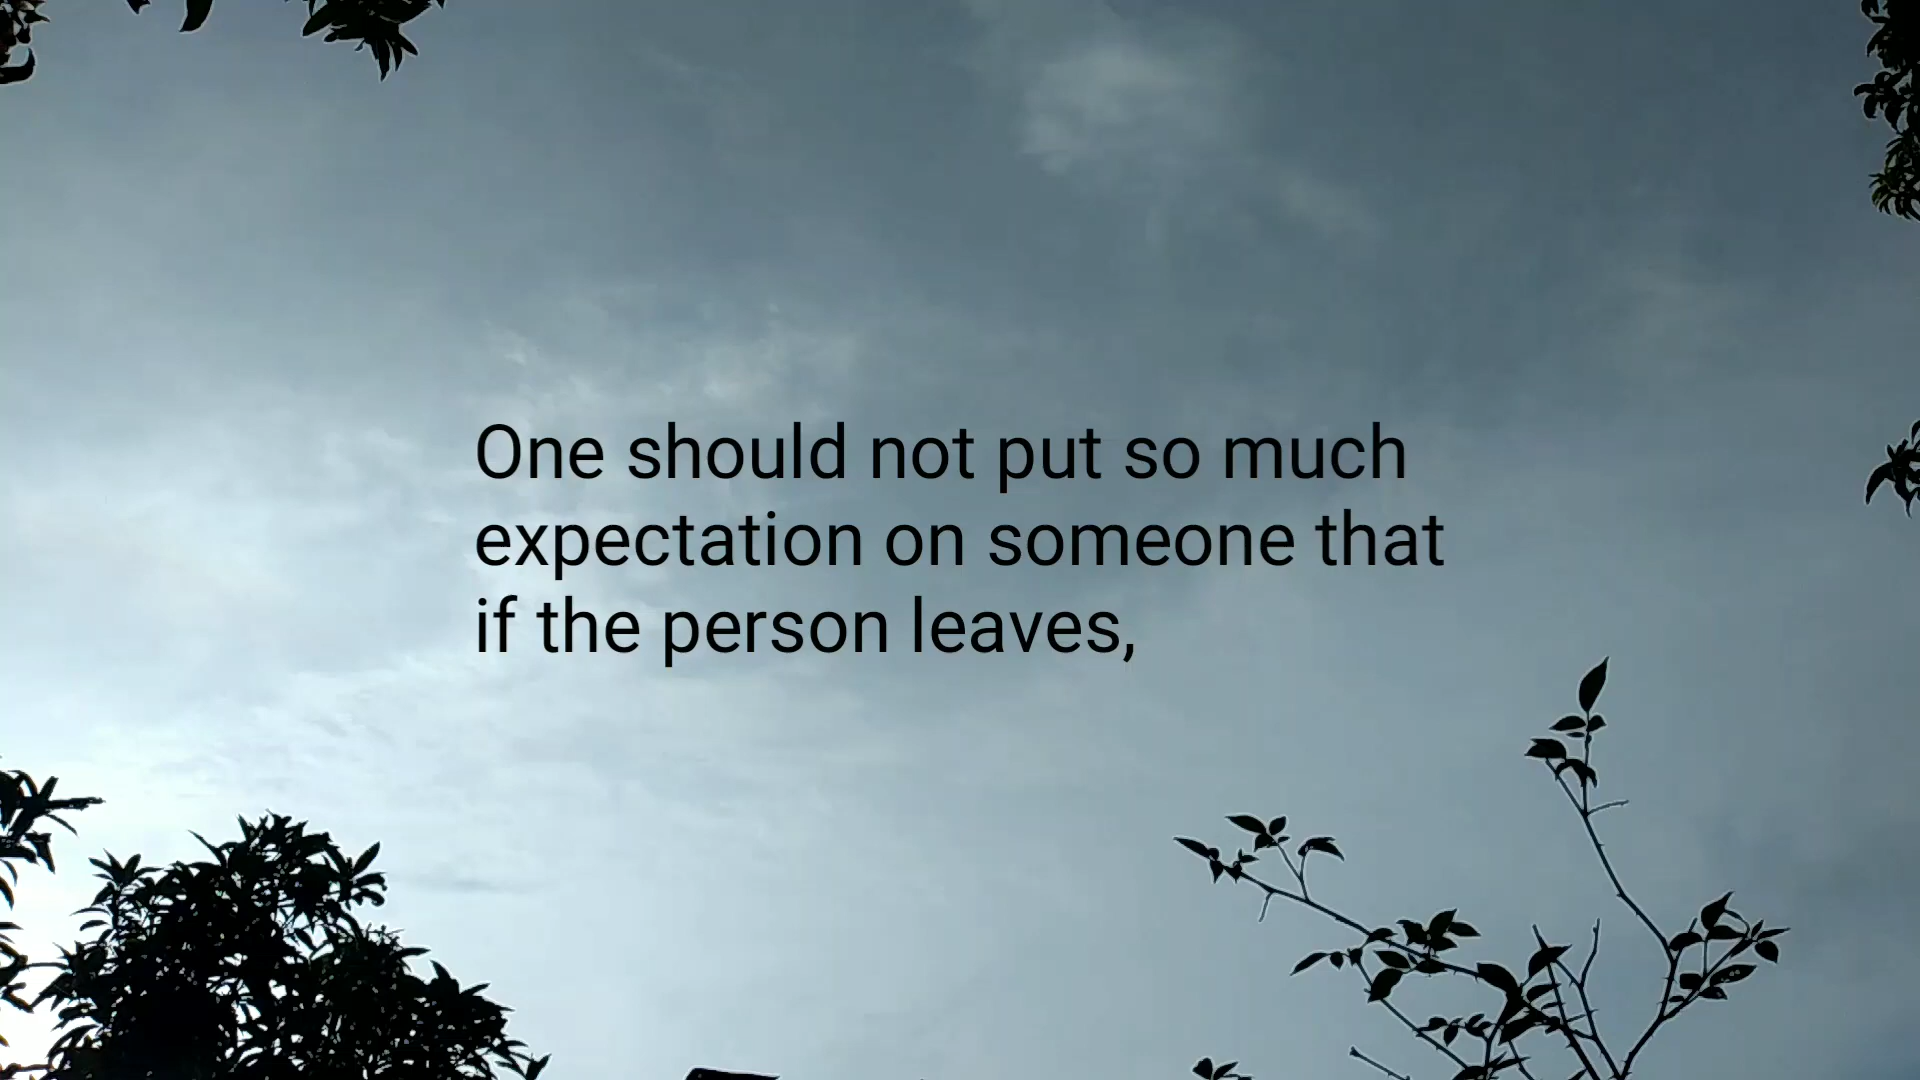 One should not put so much
expectation on someone that
if the person leaves,